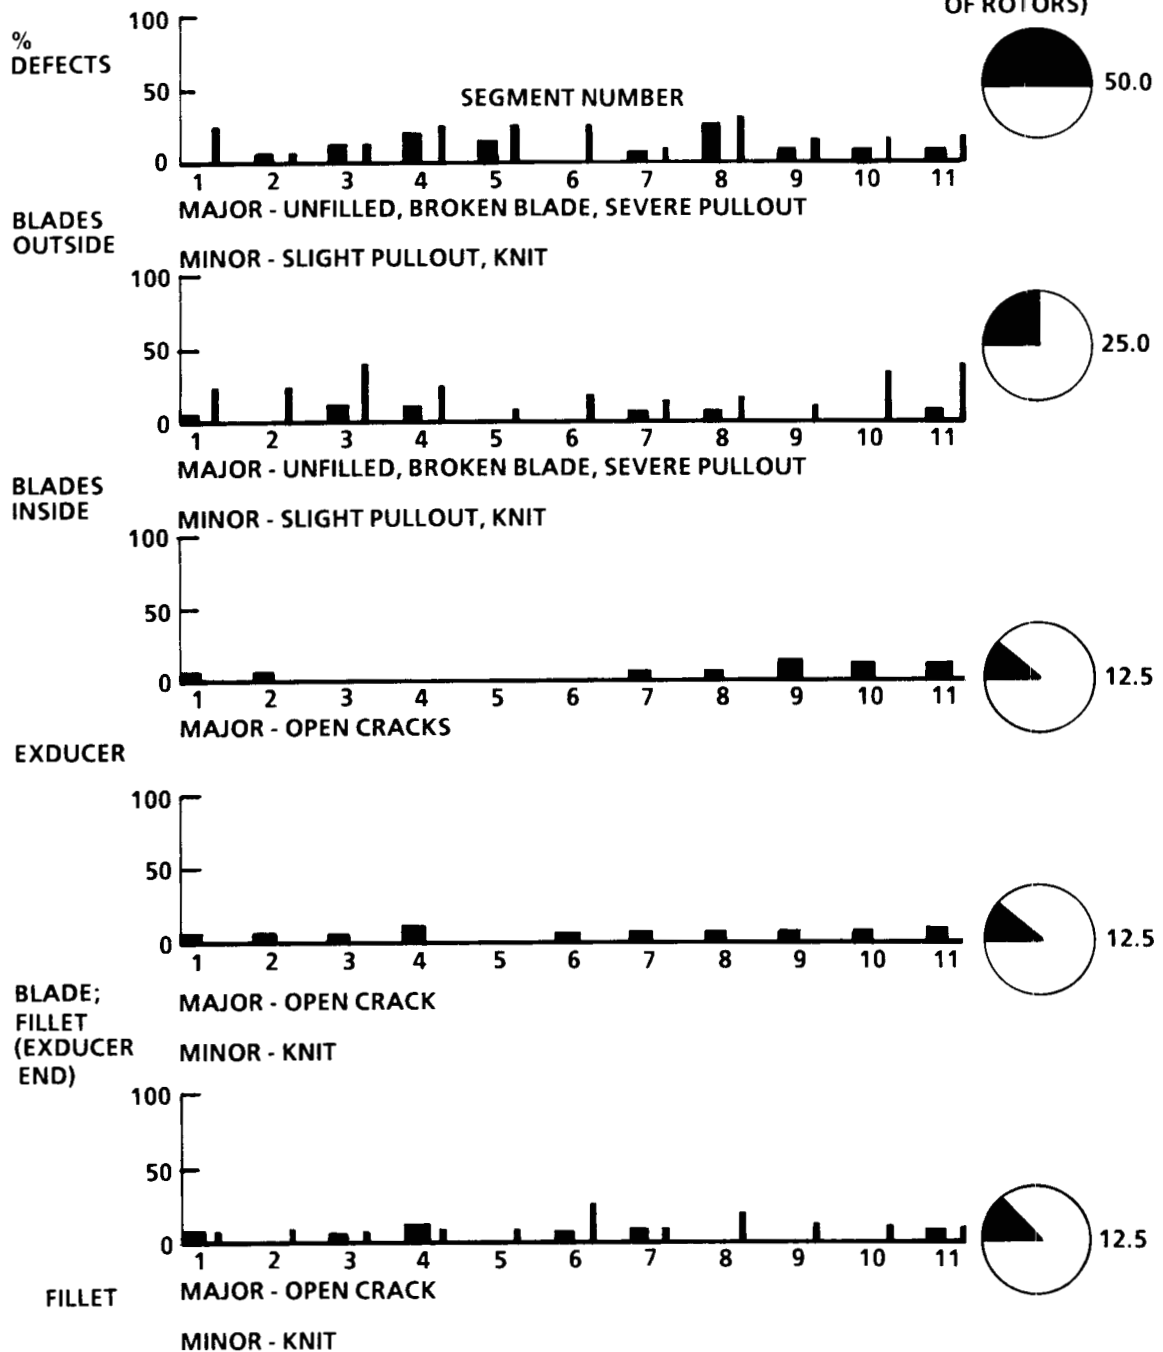 OF ROTORS)
%
DEFECTS
100
50
0
SEGMENT NUMBER
50.0
1 2 3 4 5 6 7 8 9 10 11
BLADES
OUTSIDE
MAJOR - UNFILLED, BROKEN BLADE, SEVERE PULLOUT
MINOR - SLIGHT PULLOUT, KNIT
100
50
0
25.0
1 2 3 4 5 6 7 8 9 10 11
BLADES
INSIDE
MAJOR - UNFILLED, BROKEN BLADE, SEVERE PULLOUT
MINOR - SLIGHT PULLOUT, KNIT
100
50
0
12.5
1 2 3 4 5 6 7 8 9 10 11
MAJOR - OPEN CRACKS
EXDUCER
100
50
0
12.5
1 2 3 4 5 6 7 8 9 10 11
BLADE;
FILLET
(EXDUCER
END)
MAJOR - OPEN CRACK
MINOR - KNIT
100
50
0
12.5
1 2 3 4 5 6 7 8 9 10 11
FILLET
MAJOR - OPEN CRACK
MINOR - KNIT